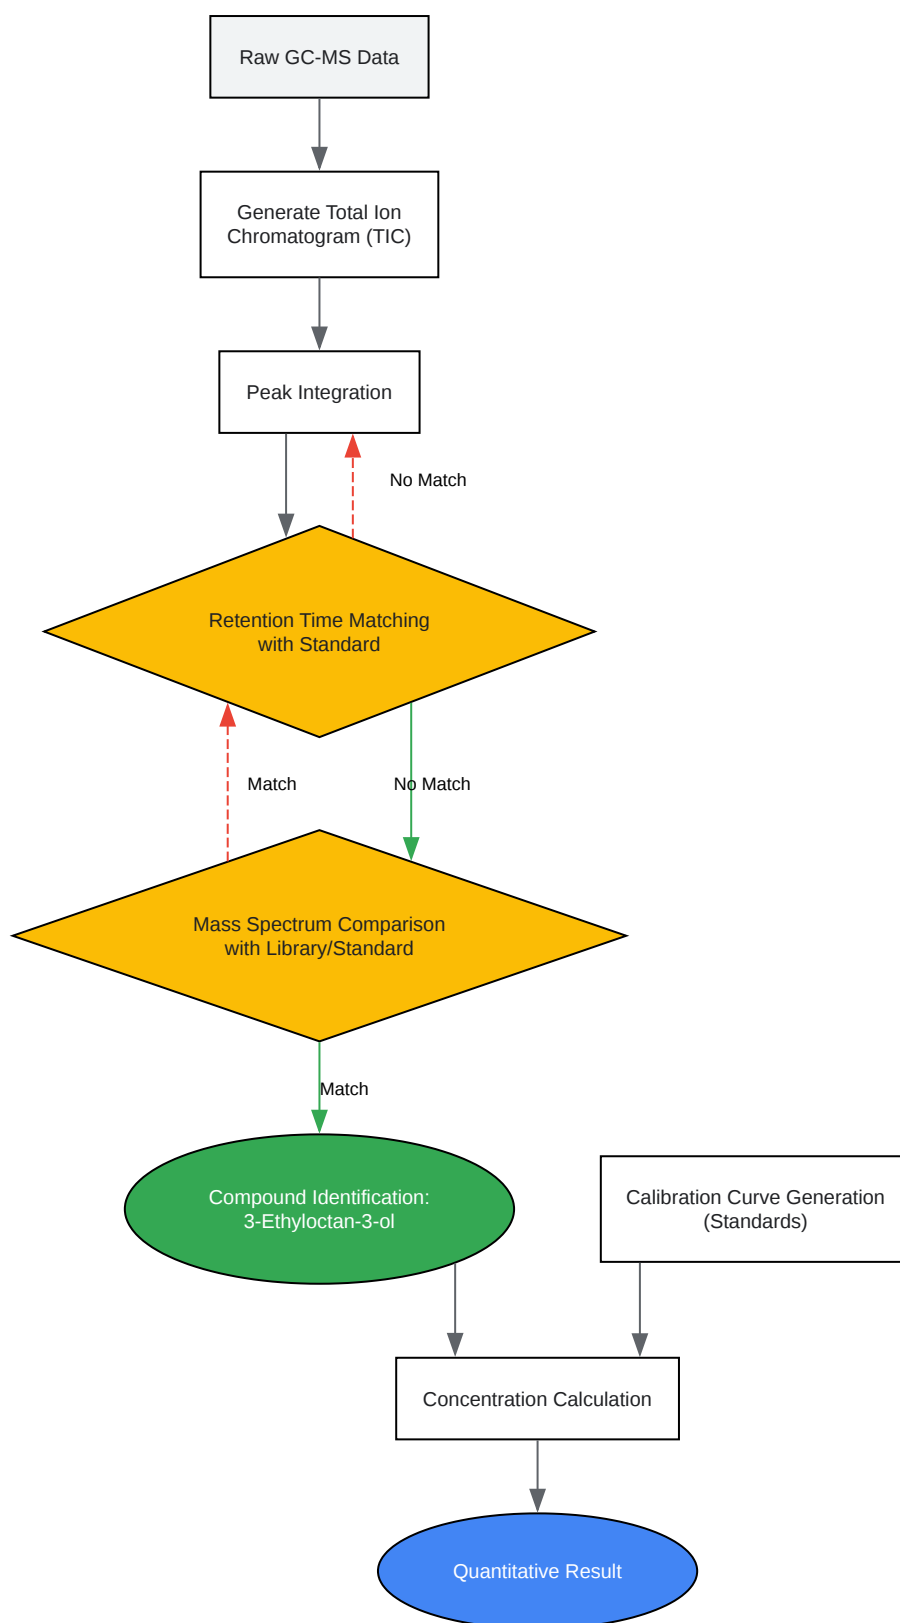 Raw GC-MS Data
Generate Total Ion
Chromatogram (TIC)
Peak Integration
No Match
Retention Time Matching
with Standard
Match
No Match
Mass Spectrum Comparison
with Library/Standard
Match
Compound Identification:
3-Ethyloctan-3-ol
Calibration Curve Generation
(Standards)
Concentration Calculation
Quantitative Result